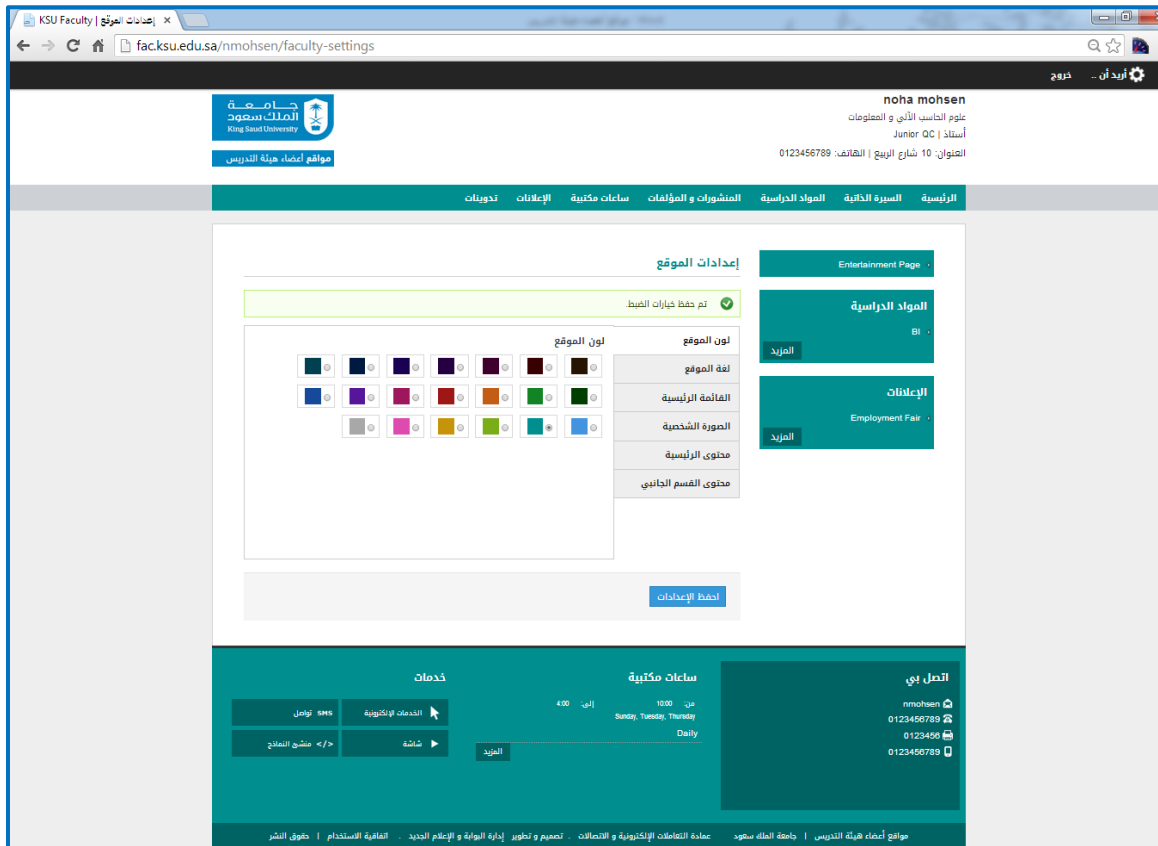 إعدادات الموقع | KSU Faculty
fac.ksu.edu.sa/nmohsen/faculty-settings
أريد أن .. خروج
جامعة
الملك سعود
King Saud University
مواقع أعضاء هيئة التدريس
noha mohsen
علوم الحاسب الآلي و المعلومات
أستاذ | Junior QC
العنوان: 10 شارع الربيع | الهاتف: 0123456789
الرئيسية السيرة الذاتية المواد الدراسية المنشورات و المؤلفات ساعات مكتبية الإعلانات تدوينات
Entertainment Page
المواد الدراسية
BI
المزيد
الإعلانات
Employment Fair
المزيد
إعدادات الموقع
تم حفظ خيارات الضبط.
لون الموقع
لغة الموقع
القائمة الرئيسية
الصورة الشخصية
محتوى الرئيسية
محتوى القسم الجانبي
لون الموقع
احفظ الإعدادات
اتصل بي
nmohsen
0123456789
0123456
0123456789
ساعات مكتبية
من: 10:00 إلى: 4:00
Sunday, Tuesday, Thursday
Daily
المزيد
خدمات
الخدمات الإلكترونية
SMS تواصل
شاشة
</> منشئ النماذج
مواقع أعضاء هيئة التدريس | جامعة الملك سعود عمادة التعاملات الإلكترونية و الاتصالات . تصميم و تطوير إدارة البوابة و الإعلام الجديد . اتفاقية الاستخدام | حقوق النشر